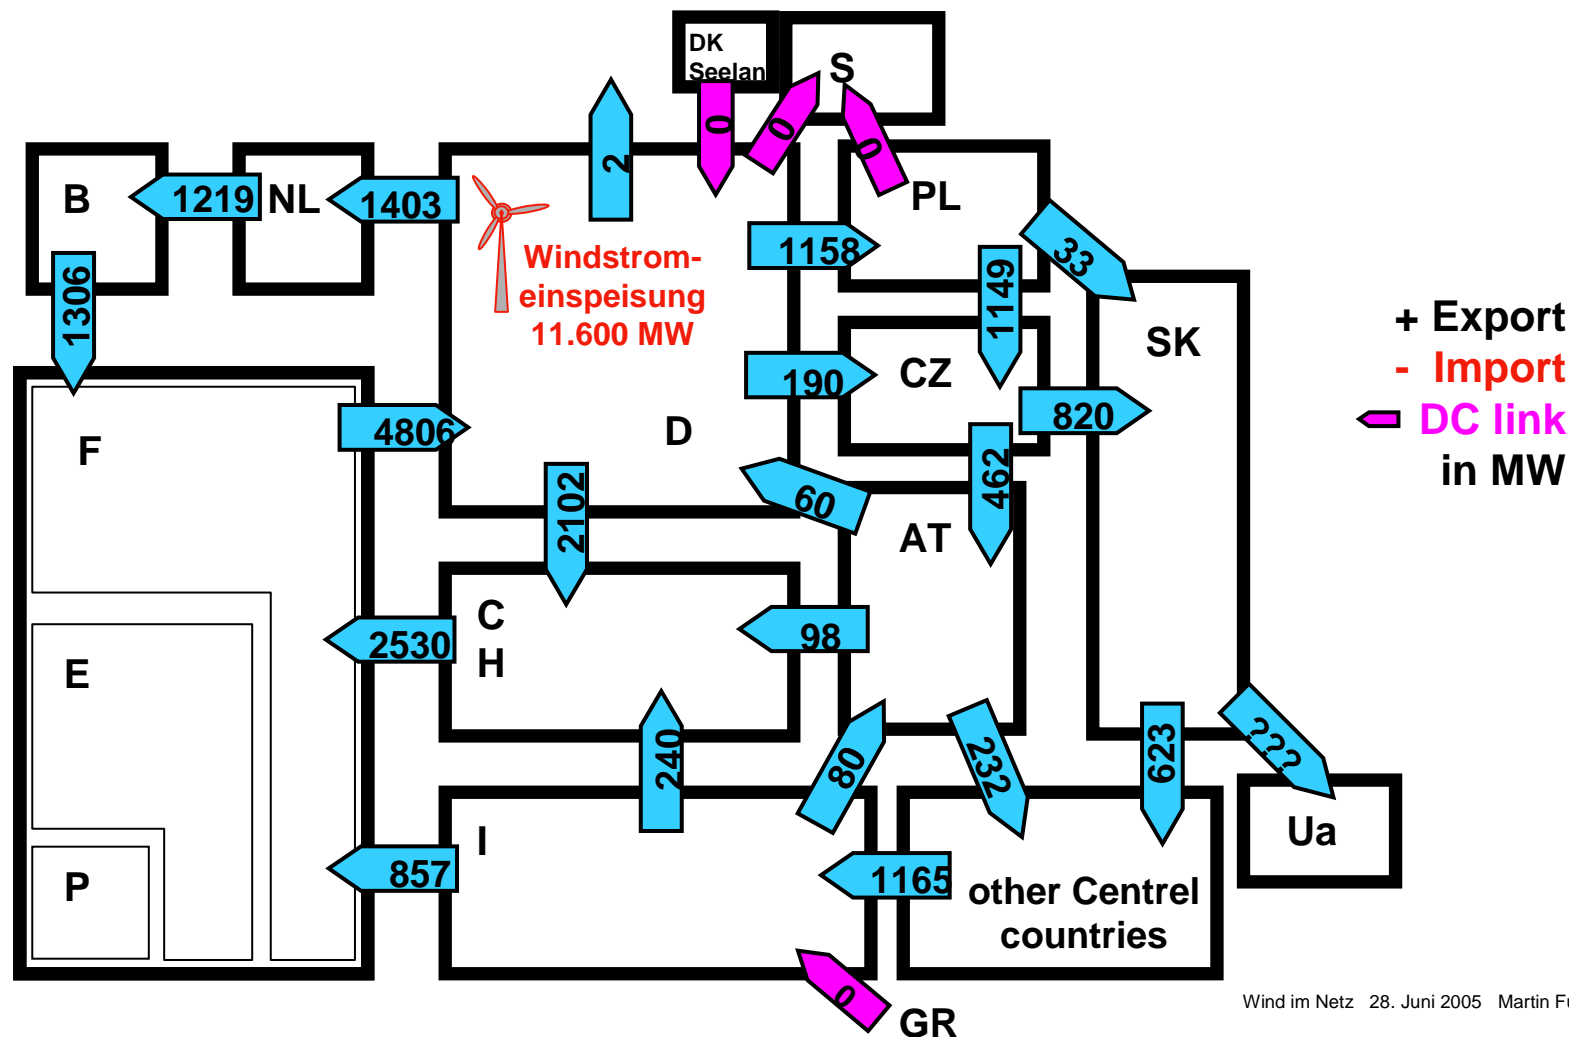 DK
Seelan
S
0
0
0
2
B
1219
NL
1403
PL
1158
33
Windstrom-
einspeisung
11.600 MW
1306
1149
SK
+ Export
- Import
DC link
in MW
CZ
190
820
F
4806
D
462
60
2102
AT
C
H
2530
98
E
240
80
232
623
???
I
857
P
1165
other Centrel
countries
Ua
0
GR
Wind im Netz 28. Juni 2005 Martin Fu